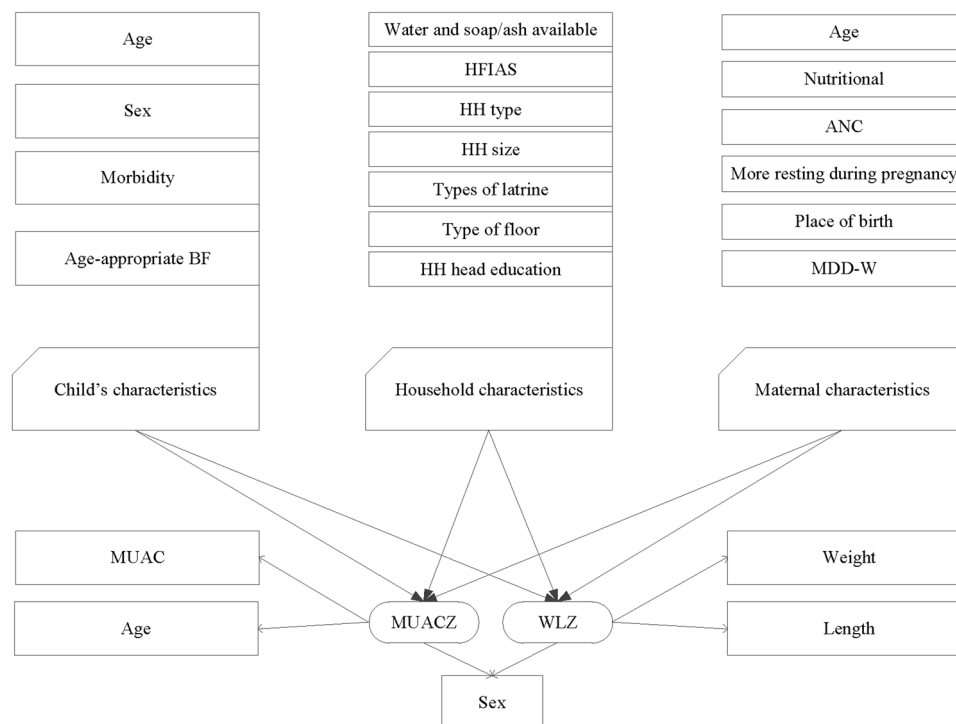 Age
Sex
Morbidity
Age-appropriate BF
Child's characteristics
Water and soap/ash available
HFIAS
HH type
HH size
Types of latrine
Type of floor
HH head education
Household characteristics
Age
Nutritional
ANC
More resting during pregnancy
Place of birth
MDD-W
Maternal characteristics
MUAC
Age
MUACZ
WLZ
Weight
Length
Sex